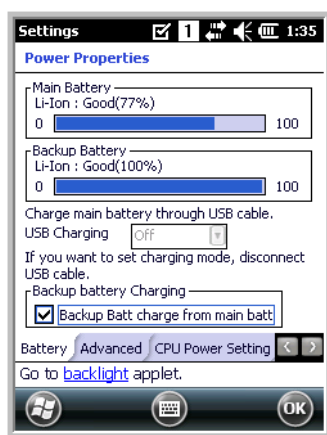 Settings 1 1:35
Power Properties
Main Battery
Li-Ion : Good(77%)
0 100
Backup Battery
Li-Ion : Good(100%)
0 100
Charge main battery through USB cable.
USB Charging Off
If you want to set charging mode, disconnect
USB cable.
Backup battery Charging
Backup Batt charge from main batt
Battery Advanced CPU Power Setting
Go to backlight applet.
OK